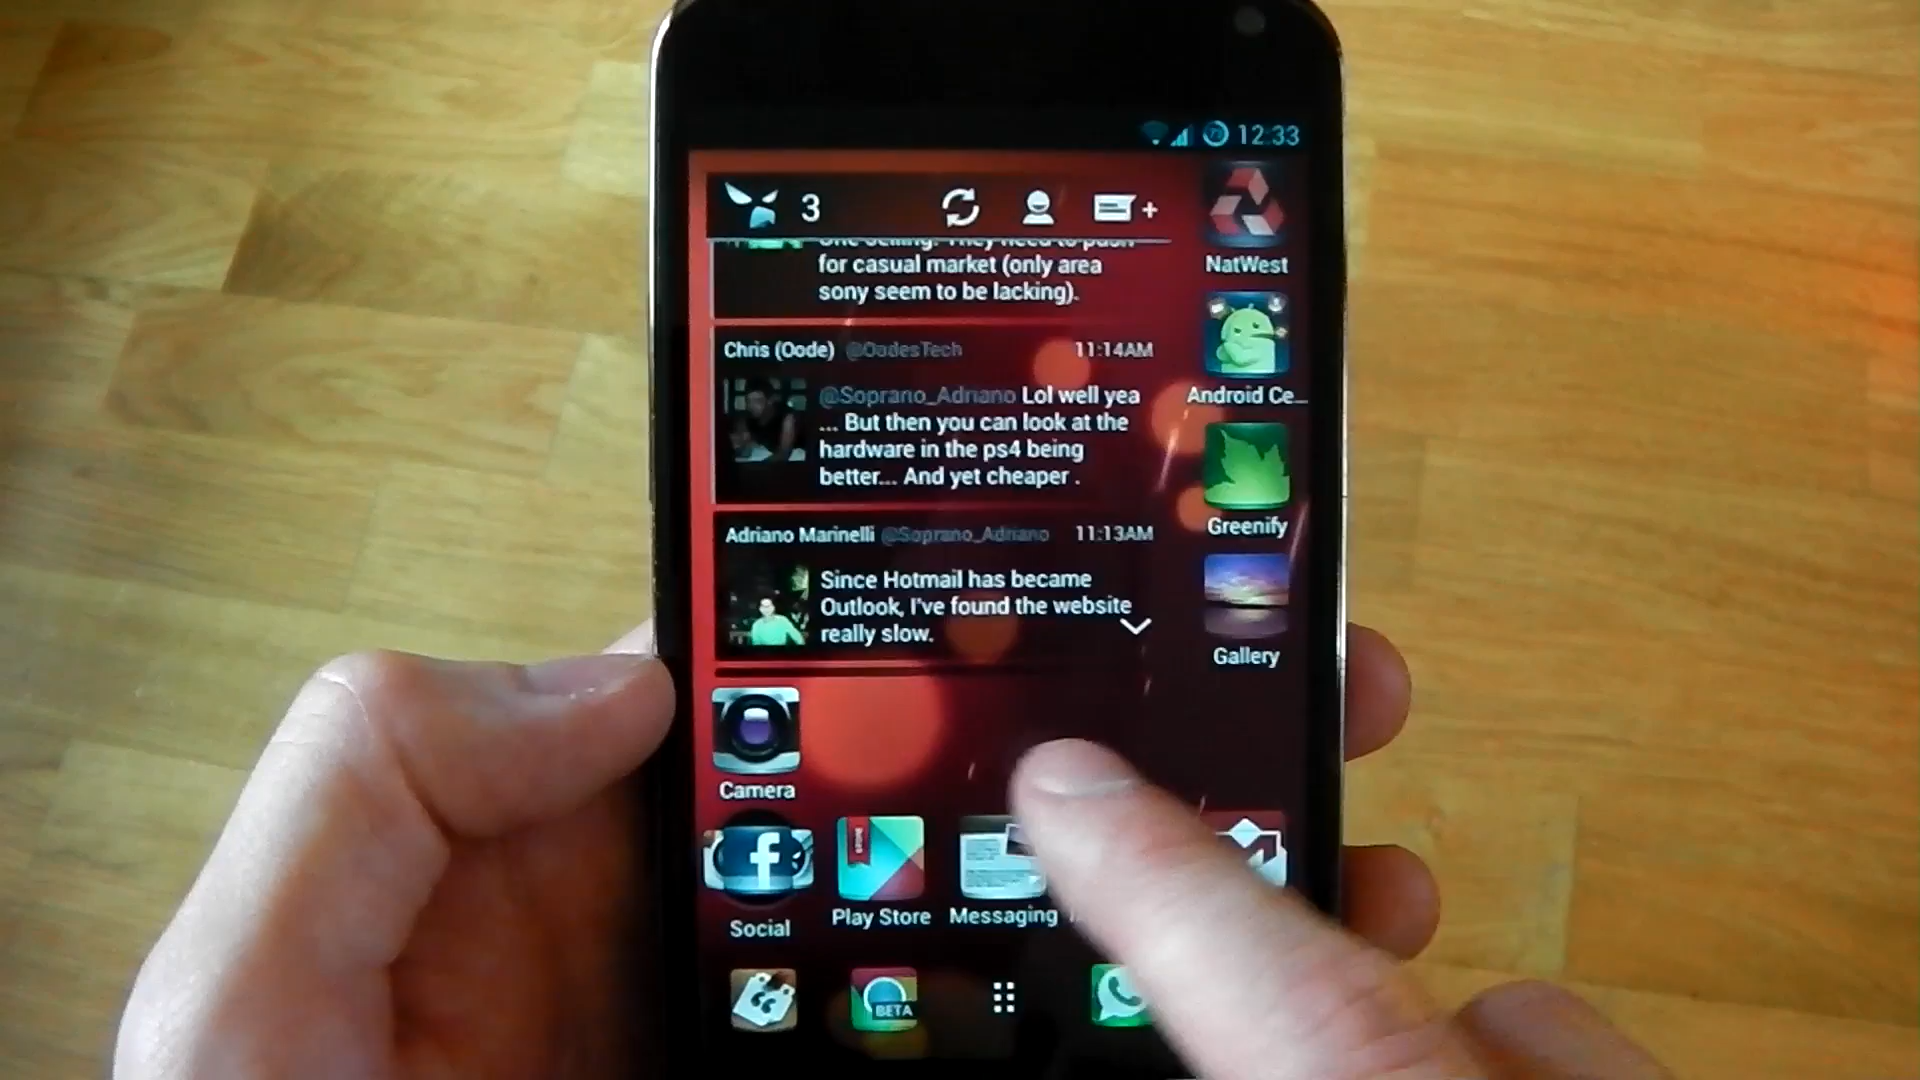 12:33
3
for casual market (only area
sony seem to be lacking).
NatWest
Chris (Oode) @OodesTech 11:14AM
@Soprano_Adriano Lol well yea
... But then you can look at the
hardware in the ps4 being
better... And yet cheaper .
Android Ce...
Adriano Marinelli @Soprano_Adriano 11:13AM
Since Hotmail has became
Outlook, I've found the website
really slow.
Greenify
Gallery
Camera
Social
Play Store
Messaging
BETA